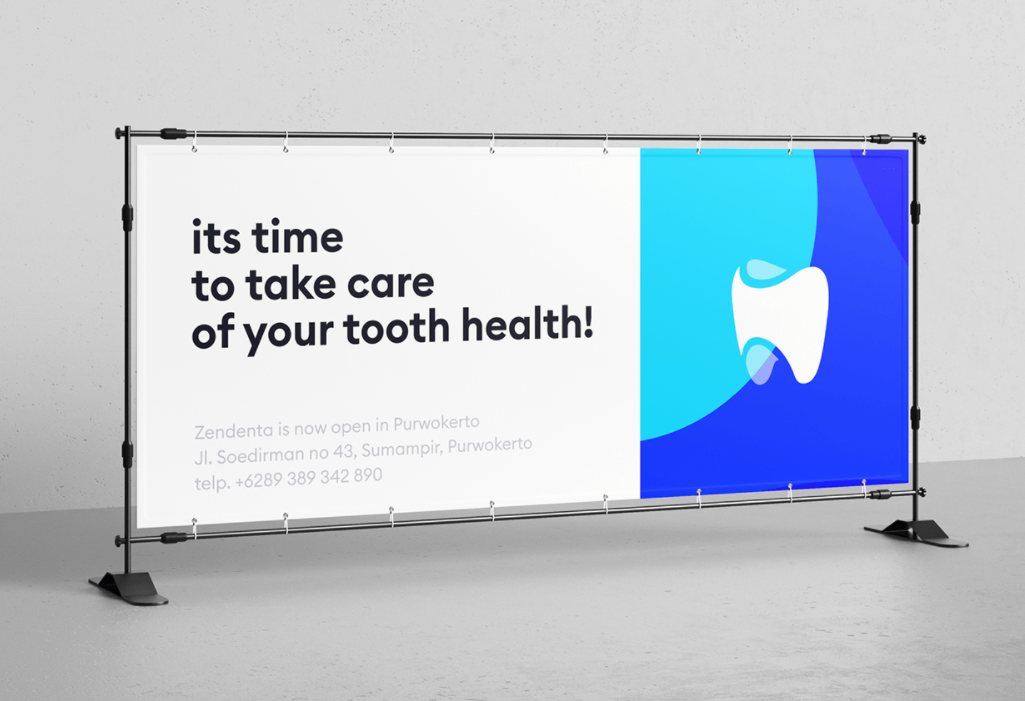 its time
to take care
of your tooth health!
Zendenta is now open in Purwokerto
Jl. Soedirman no 43, Sumampir, Purwokerto
telp. +6289 389 342 890